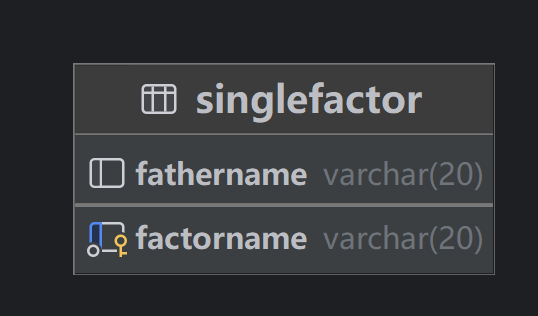 singlefactor
fathername varchar(20)
factorname varchar(20)